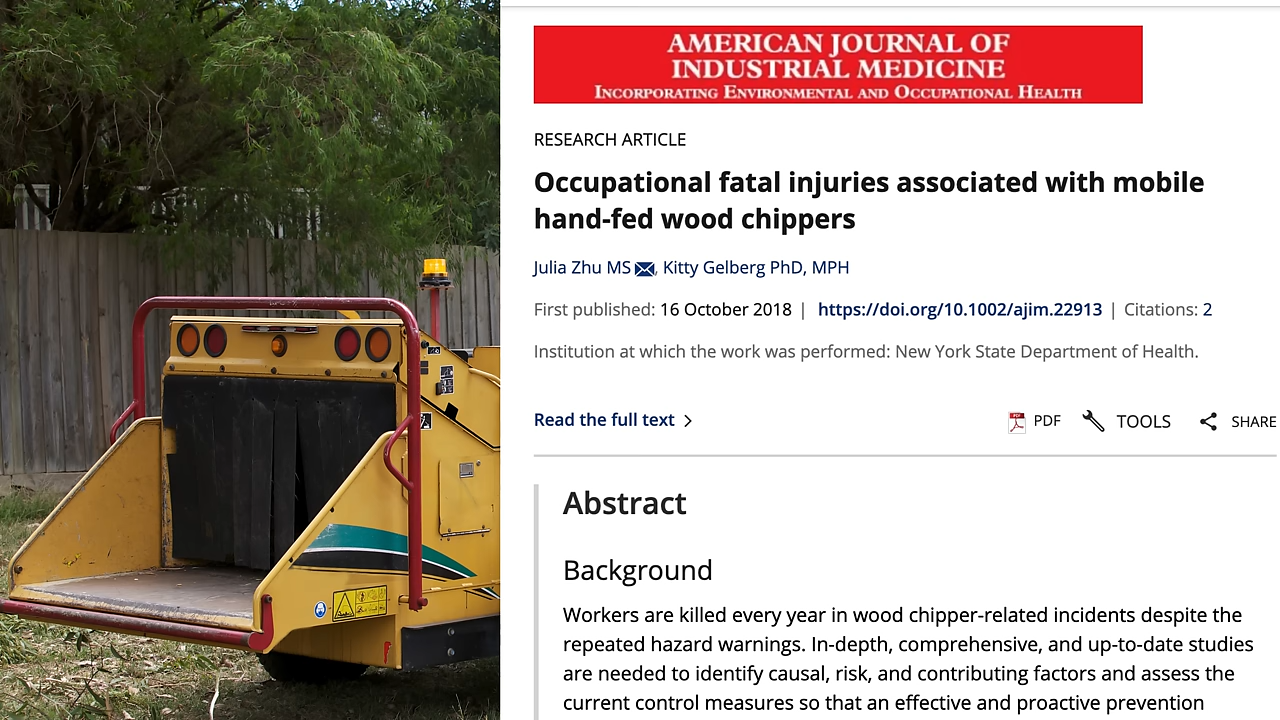 AMERICAN JOURNAL OF
INDUSTRIAL MEDICINE
INCORPORATING ENVIRONMENTAL AND OCCUPATIONAL HEALTH
RESEARCH ARTICLE
Occupational fatal injuries associated with mobile
hand-fed wood chippers
Julia Zhu MS, Kitty Gelberg PhD, MPH
First published: 16 October 2018 | https://doi.org/10.1002/ajim.22913 | Citations: 2
Institution at which the work was performed: New York State Department of Health.
Read the full text
PDF TOOLS SHARE
Abstract
Background
Workers are killed every year in wood chipper-related incidents despite the
repeated hazard warnings. In-depth, comprehensive, and up-to-date studies
are needed to identify causal, risk, and contributing factors and assess the
current control measures so that an effective and proactive prevention